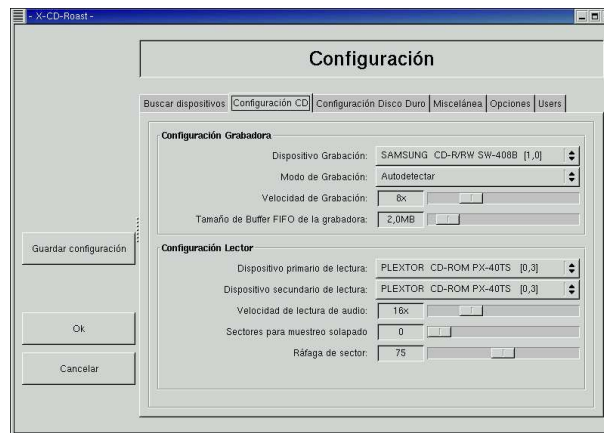 - X-CD-Roast -
Configuración
Buscar dispositivos Configuración CD Configuración Disco Duro Miscelánea Opciones Users
Configuración Grabadora
Dispositivo Grabación: SAMSUNG CD-R/RW SW-408B [1,0]
Modo de Grabación: Autodetectar
Velocidad de Grabación: 8x
Tamaño de Buffer FIFO de la grabadora: 2,0MB
Configuración Lector
Dispositivo primario de lectura: PLEXTOR CD-ROM PX-40TS [0,3]
Dispositivo secundario de lectura: PLEXTOR CD-ROM PX-40TS [0,3]
Velocidad de lectura de audio: 16x
Sectores para muestreo solapado 0
Ráfaga de sector: 75
Guardar configuración
Ok
Cancelar